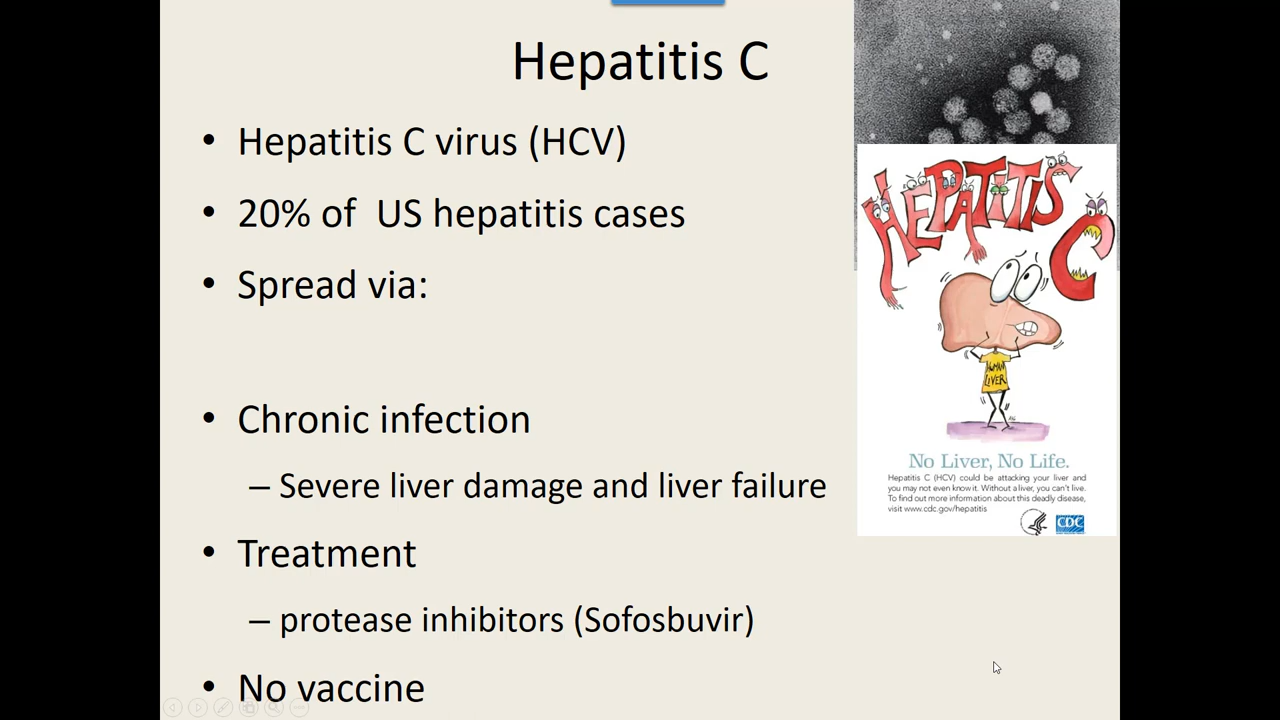 Hepatitis C
• Hepatitis C virus (HCV)
• 20% of  US hepatitis cases
• Spread via:
• Chronic infection
– Severe liver damage and liver failure
• Treatment
– protease inhibitors (Sofosbuvir)
• No vaccine
HEPATITIS
C
HUMAN
LIVER
No Liver, No Life.
Hepatitis C (HCV) could be attacking your liver and
you may not even know it. Without a liver, you can't live.
To find out more information about this deadly disease,
visit www.cdc.gov/hepatitis
CDC